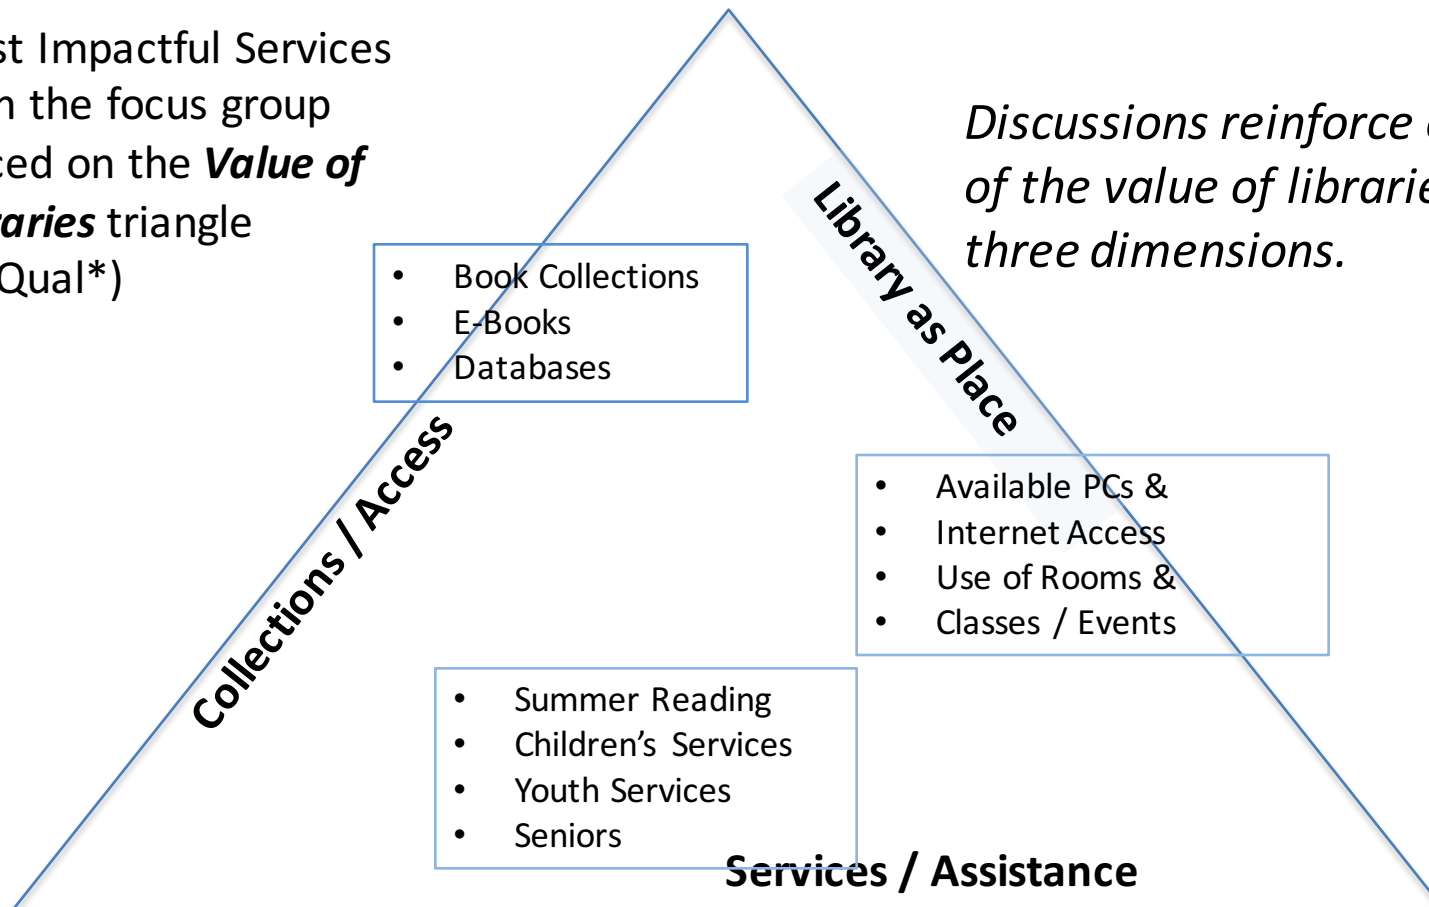 st Impactful Services
n the focus group
ced on the Value of
raries triangle
Qual*)
Discussions reinforce
of the value of librarie
three dimensions.
Library as Place
• Book Collections
• E-Books
• Databases
Collections / Access
• Available PCs &
• Internet Access
• Use of Rooms &
• Classes / Events
• Summer Reading
• Children’s Services
• Youth Services
• Seniors
Services / Assistance